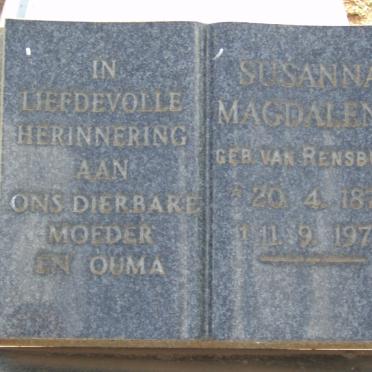 IN
LIEFDEVOLLE
HERINNERING
AAN
ONS DIERBARE
MOEDER
EN OUMA
SUSANNA
MAGDALEN
GEB. VAN RENSBU
* 20. 4. 187
† 11. 9. 197